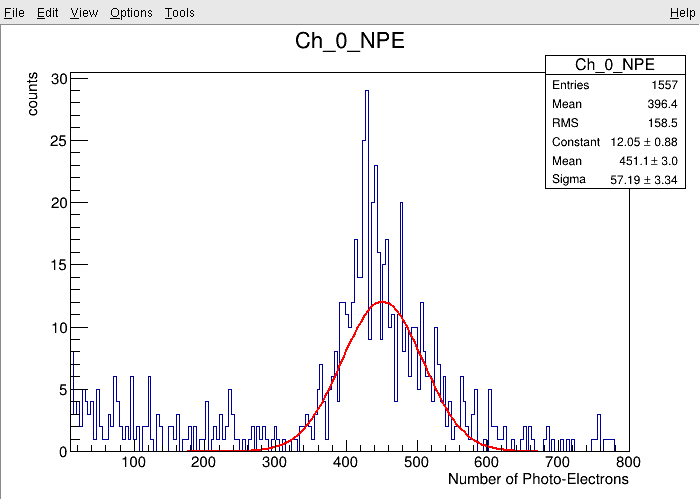 File Edit View Options Tools Help
Ch_0_NPE
Ch_0_NPE
Entries 1557
Mean 396.4
RMS 158.5
Constant 12.05 ± 0.88
Mean 451.1 ± 3.0
Sigma 57.19 ± 3.34
counts
30
25
20
15
10
5
0
100 200 300 400 500 600 700 800
Number of Photo-Electrons